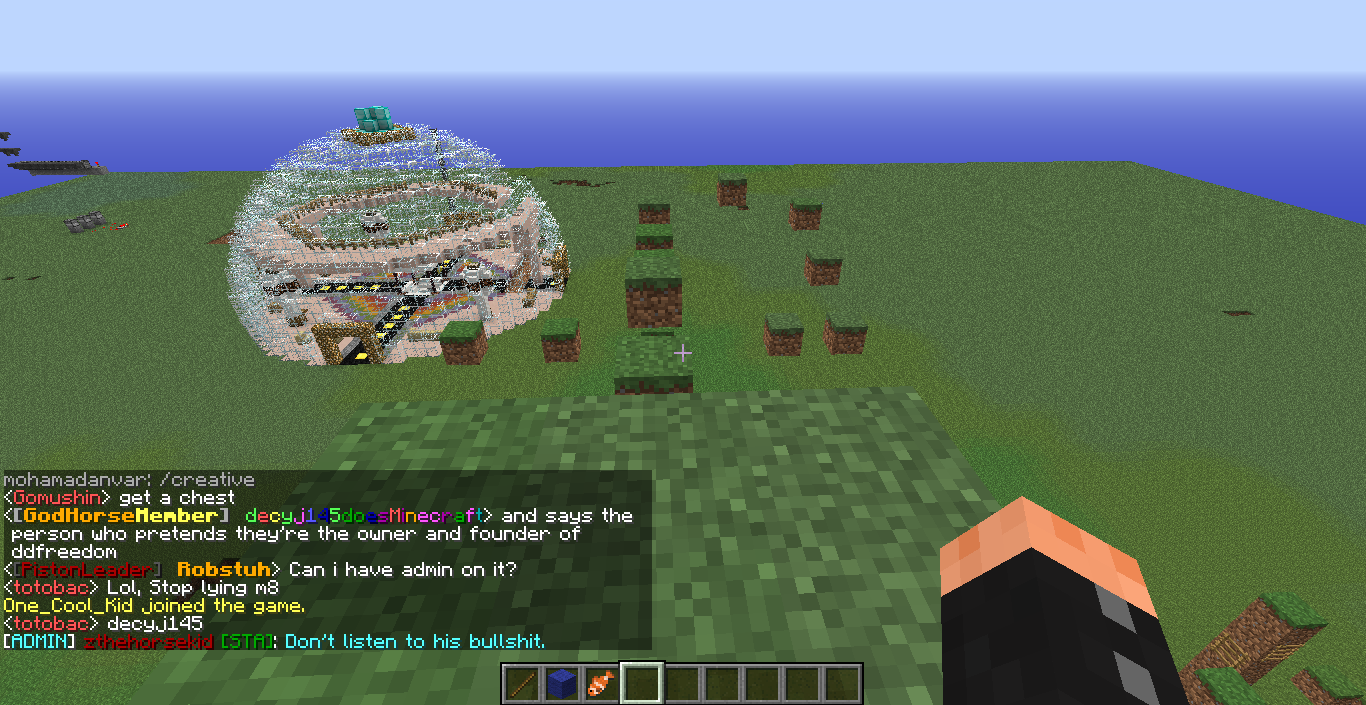 mohamadanvar: /creative
<Gomushin> get a chest
<[GodHorseMember] decyj145doesMinecraft> and says the
person who pretends they're the owner and founder of
ddfreedom
<[PistonLeader] Robstuh> Can i have admin on it?
<totobac> Lol, Stop lying m8
One_Cool_Kid joined the game.
<totobac> decyj145
[ADMIN] zthehorsekid [STA]: Don't listen to his bullshit.